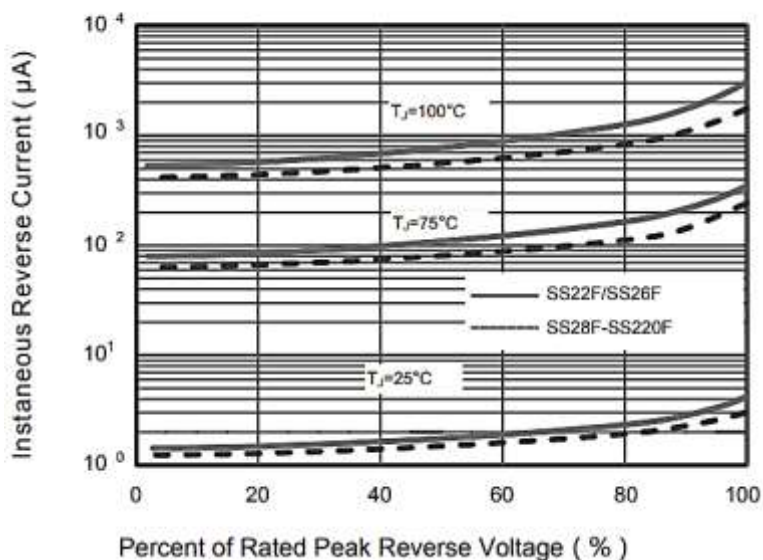 Instaneous Reverse Current ( μA)
10 4
10 3
10 2
10 1
10 0
TJ=100°C
TJ=75°C
SS22F/SS26F
SS28F-SS220F
TJ=25°C
0 20 40 60 80 100
Percent of Rated Peak Reverse Voltage ( % )